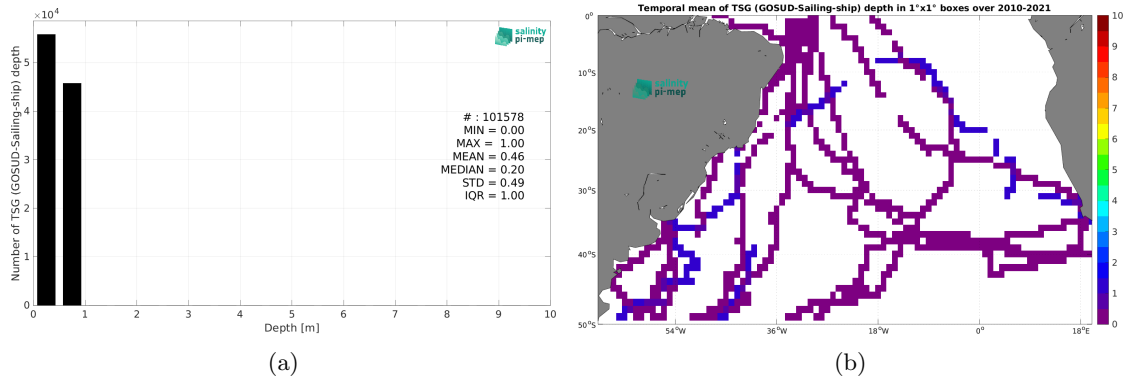 ×10⁴
5
4
3
2
1
0
Number of TSG (GOSUD-Sailing-ship) depth
salinity
pi-mep
# : 101578
MIN = 0.00
MAX = 1.00
MEAN = 0.46
MEDIAN = 0.20
STD = 0.49
IQR = 1.00
0 1 2 3 4 5 6 7 8 9 10
Depth [m]
(a)
Temporal mean of TSG (GOSUD-Sailing-ship) depth in 1°x1° boxes over 2010-2021
0°
10°S
20°S
30°S
40°S
50°S
salinity
pi-mep
54°W 36°W 18°W 0° 18°E
10
9
8
7
6
5
4
3
2
1
0
(b)